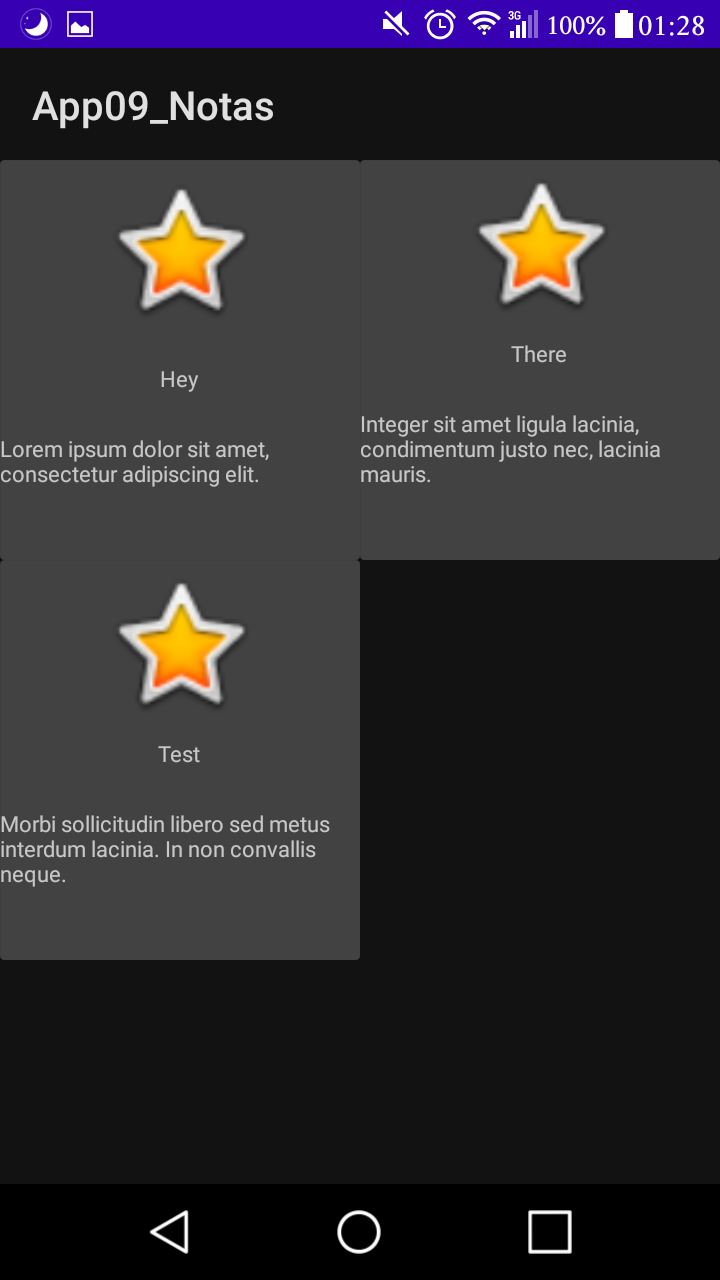 3G 100% 01:28
App09_Notas
Hey
Lorem ipsum dolor sit amet,
consectetur adipiscing elit.
There
Integer sit amet ligula lacinia,
condimentum justo nec, lacinia
mauris.
Test
Morbi sollicitudin libero sed metus
interdum lacinia. In non convallis
neque.